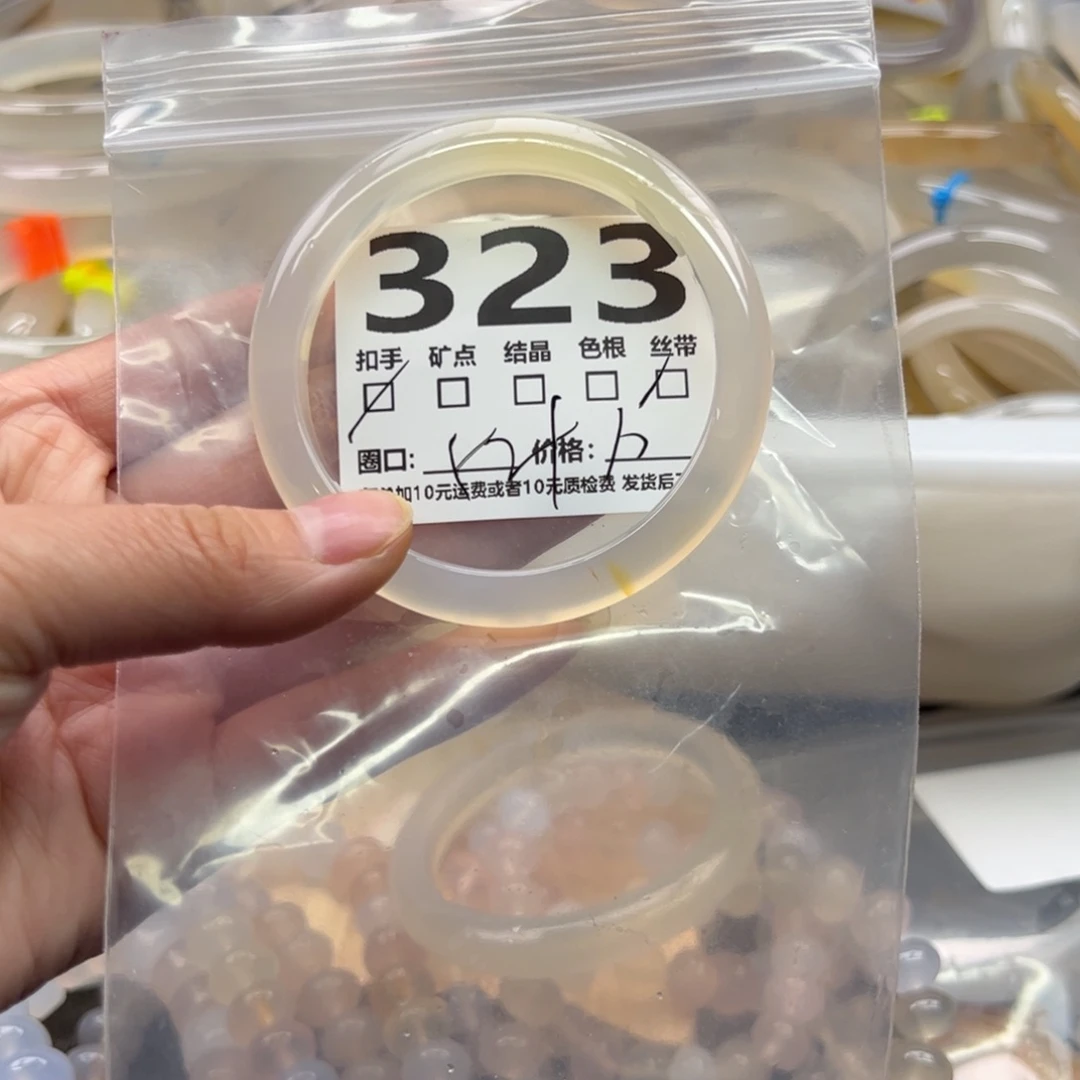 323
扣手 矿点 结晶 色根 丝带
圈口: 价格:
加10元运费或者10元质检费 发货后